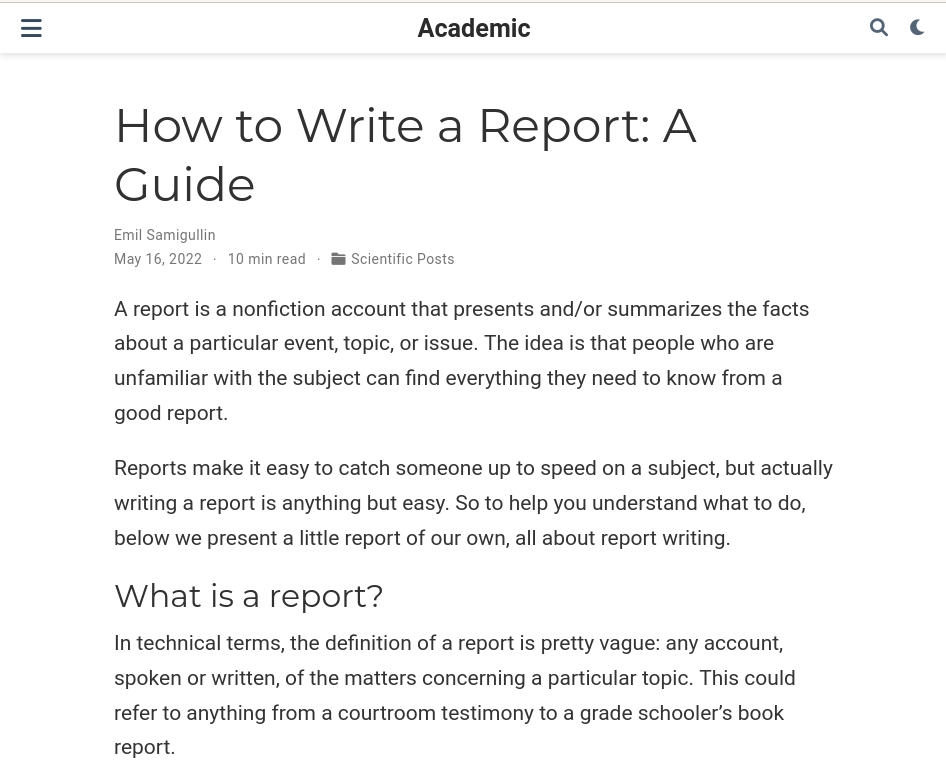 Academic
How to Write a Report: A
Guide
Emil Samigullin
May 16, 2022 · 10 min read · Scientific Posts
A report is a nonfiction account that presents and/or summarizes the facts
about a particular event, topic, or issue. The idea is that people who are
unfamiliar with the subject can find everything they need to know from a
good report.
Reports make it easy to catch someone up to speed on a subject, but actually
writing a report is anything but easy. So to help you understand what to do,
below we present a little report of our own, all about report writing.
What is a report?
In technical terms, the definition of a report is pretty vague: any account,
spoken or written, of the matters concerning a particular topic. This could
refer to anything from a courtroom testimony to a grade schooler’s book
report.